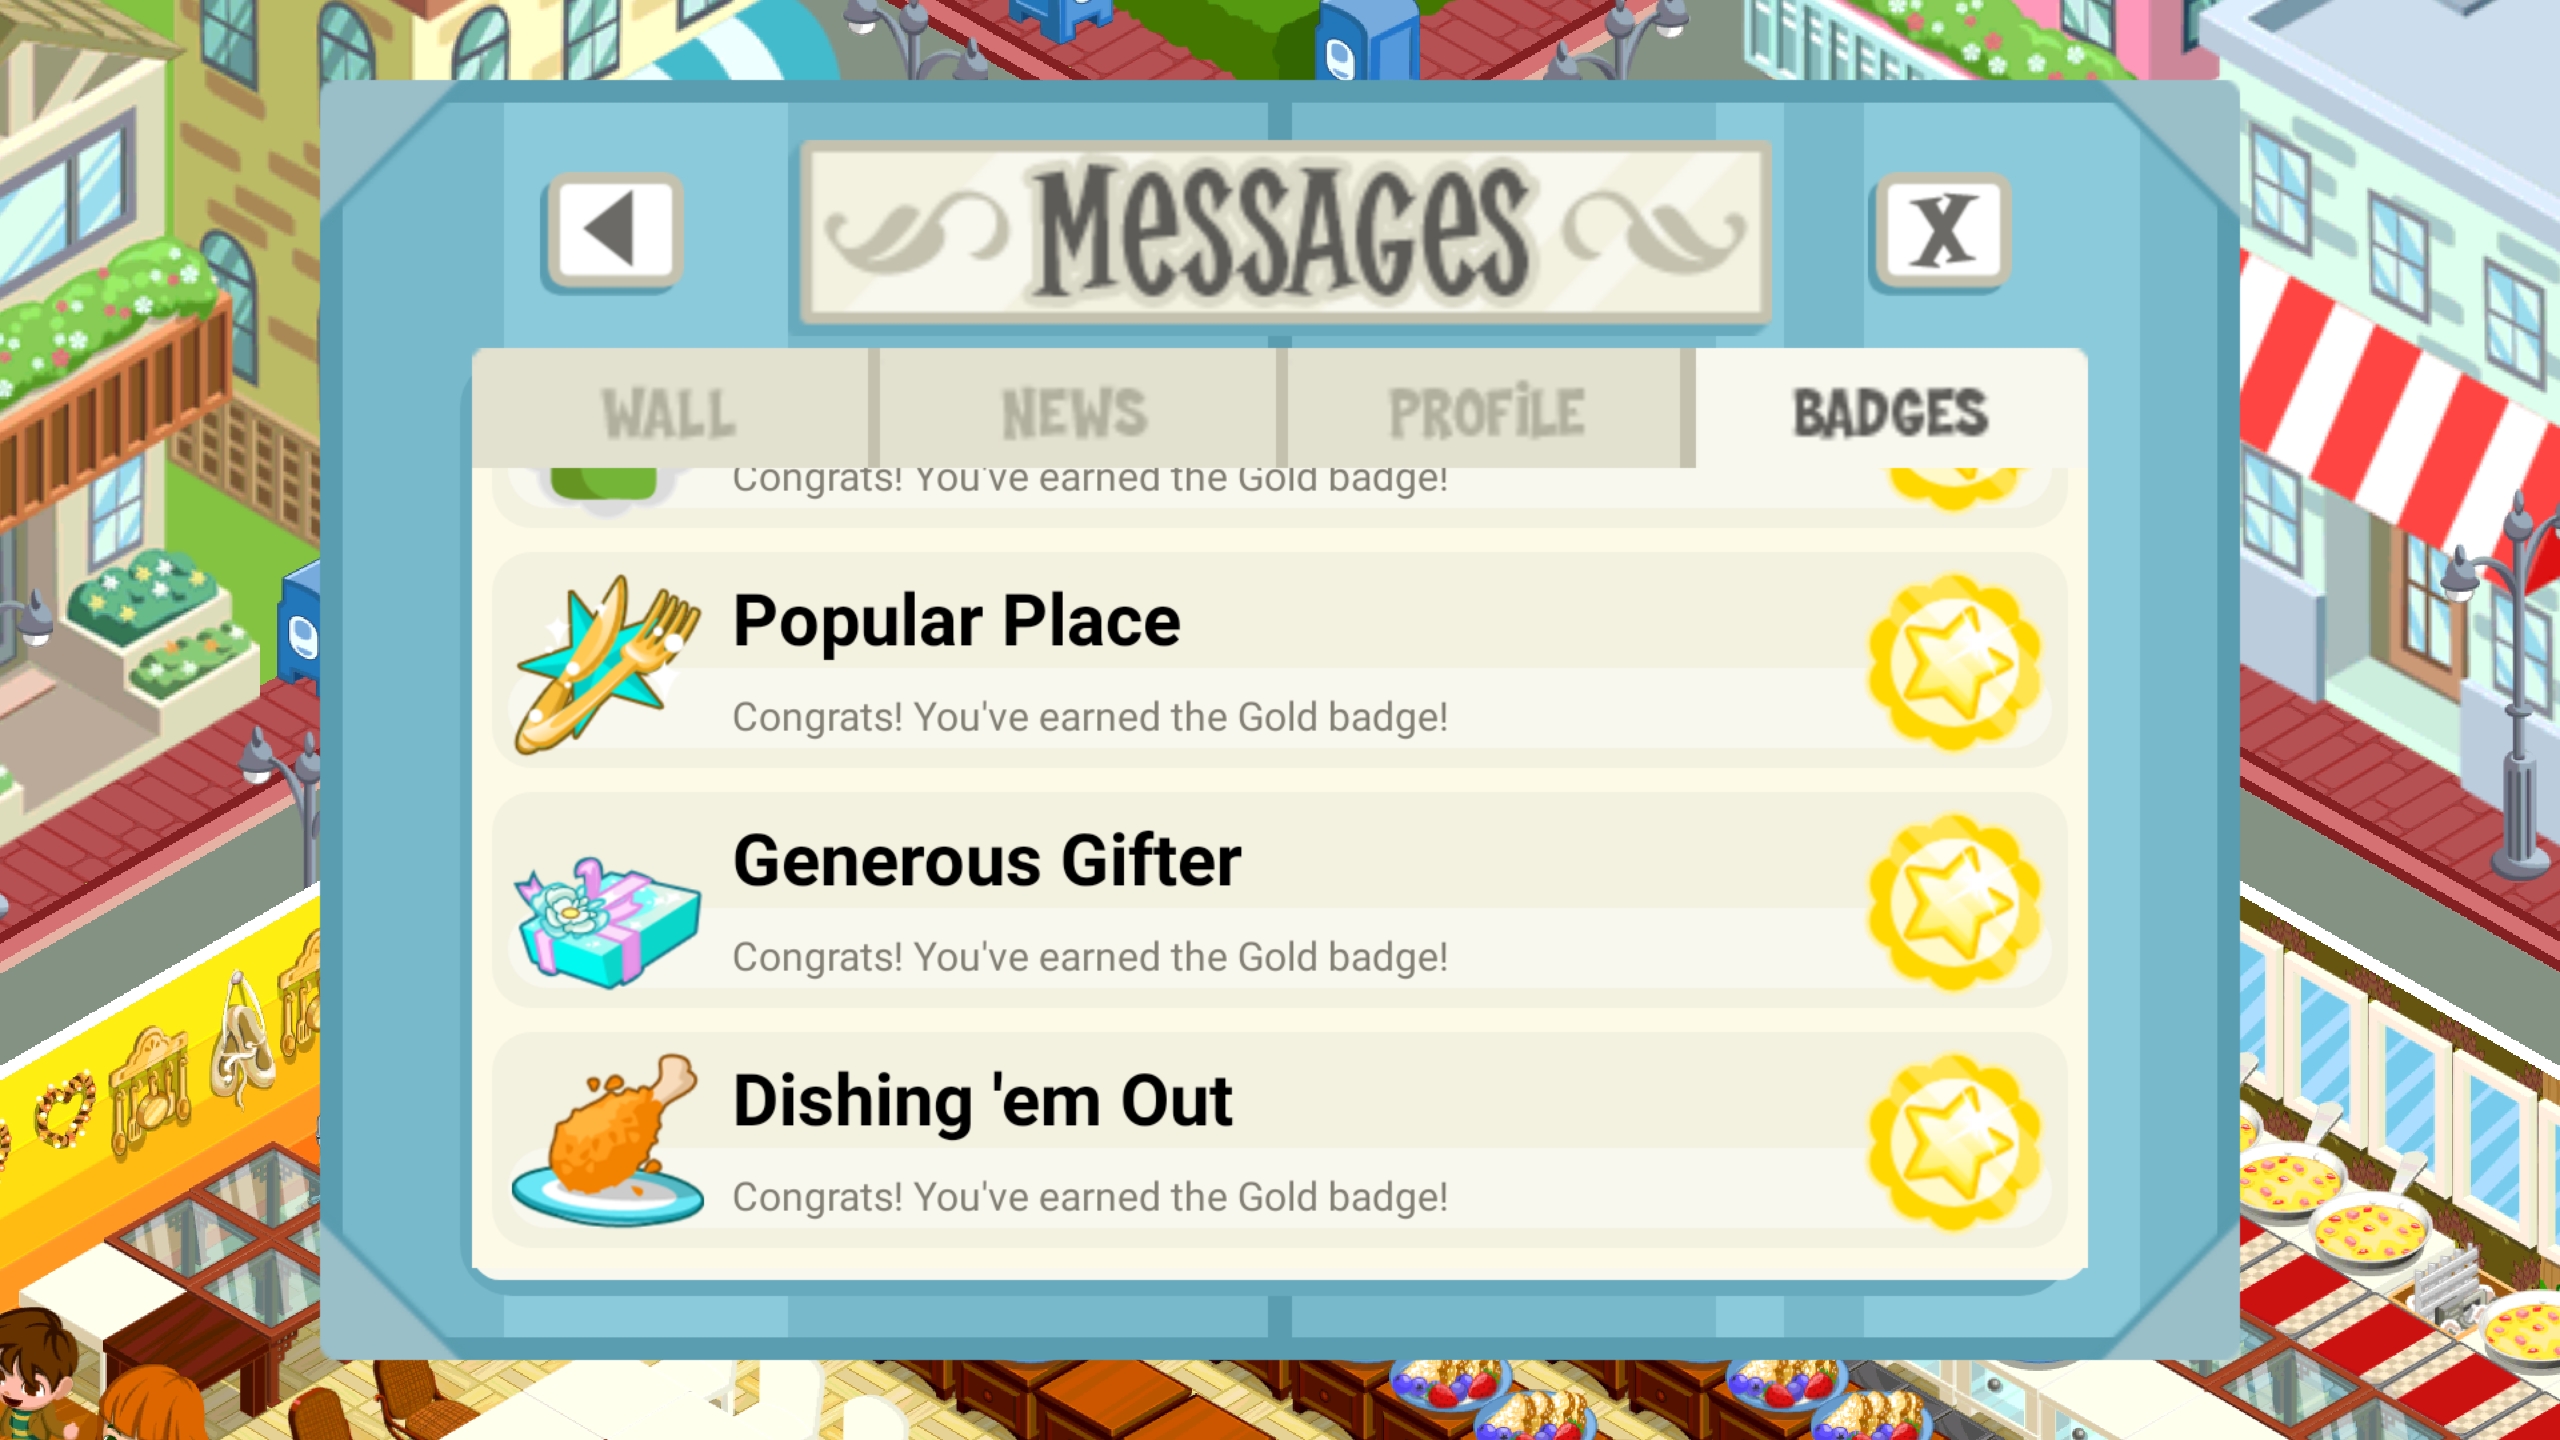 Messages
X
WALL
NEWS
PROFiLE
BADGES
Congrats! You've earned the Gold badge!
Popular Place
Congrats! You've earned the Gold badge!
Generous Gifter
Congrats! You've earned the Gold badge!
Dishing 'em Out
Congrats! You've earned the Gold badge!